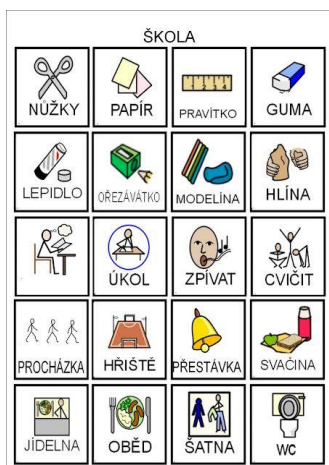 ŠKOLA
NŮŽKY
PAPÍR
PRAVÍTKO
GUMA
LEPIDLO
OŘEZÁVÁTKO
MODELÍNA
HLÍNA
ÚKOL
ZPÍVAT
CVIČIT
PROCHÁZKA
HŘIŠTĚ
PŘESTÁVKA
SVAČINA
JÍDELNA
OBĚD
ŠATNA
WC